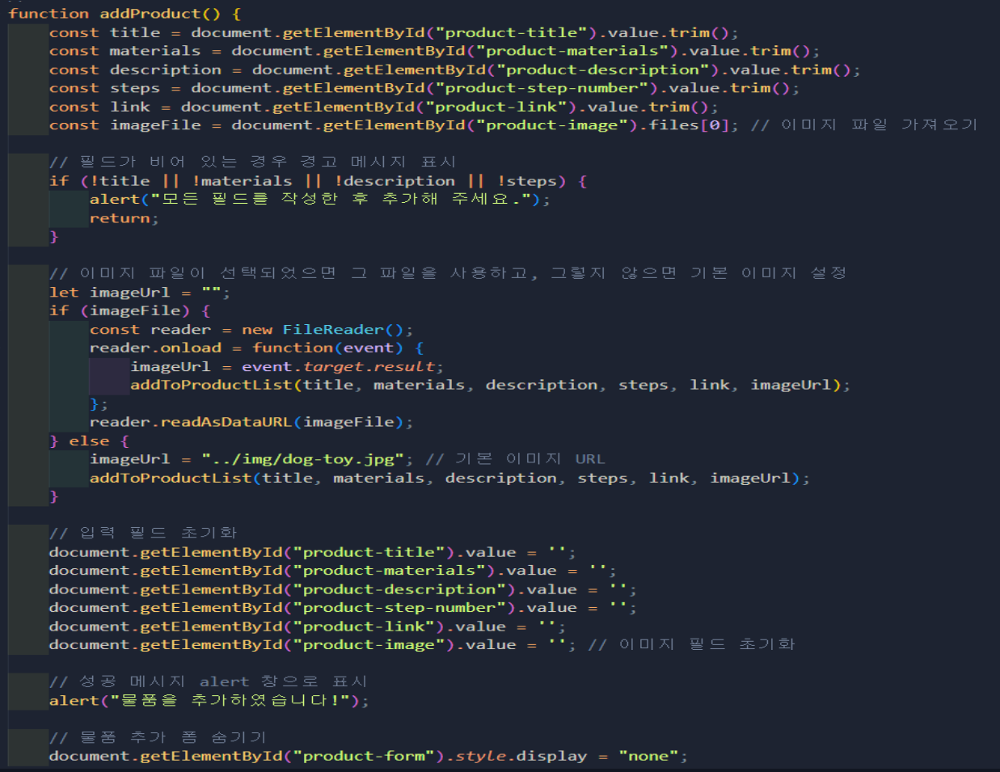 function addProduct() {
const title = document.getElementById("product-title").value.trim();
const materials = document.getElementById("product-materials").value.trim();
const description = document.getElementById("product-description").value.trim();
const steps = document.getElementById("product-step-number").value.trim();
const link = document.getElementById("product-link").value.trim();
const imageFile = document.getElementById("product-image").files[0]; // 이미지 파일 가져오기
// 필드가 비어 있는 경우 경고 메시지 표시
if (!title || !materials || !description || !steps) {
alert("모든 필드를 작성한 후 추가해 주세요.");
return;
}
// 이미지 파일이 선택되었으면 그 파일을 사용하고, 그렇지 않으면 기본 이미지 설정
let imageUrl = "";
if (imageFile) {
const reader = new FileReader();
reader.onload = function(event) {
imageUrl = event.target.result;
addToProductList(title, materials, description, steps, link, imageUrl);
};
reader.readAsDataURL(imageFile);
} else {
imageUrl = "../img/dog-toy.jpg"; // 기본 이미지 URL
addToProductList(title, materials, description, steps, link, imageUrl);
}
// 입력 필드 초기화
document.getElementById("product-title").value = '';
document.getElementById("product-materials").value = '';
document.getElementById("product-description").value = '';
document.getElementById("product-step-number").value = '';
document.getElementById("product-link").value = '';
document.getElementById("product-image").value = ''; // 이미지 필드 초기화
// 성공 메시지 alert 창으로 표시
alert("물품을 추가하였습니다!");
// 물품 추가 폼 숨기기
document.getElementById("product-form").style.display = "none";